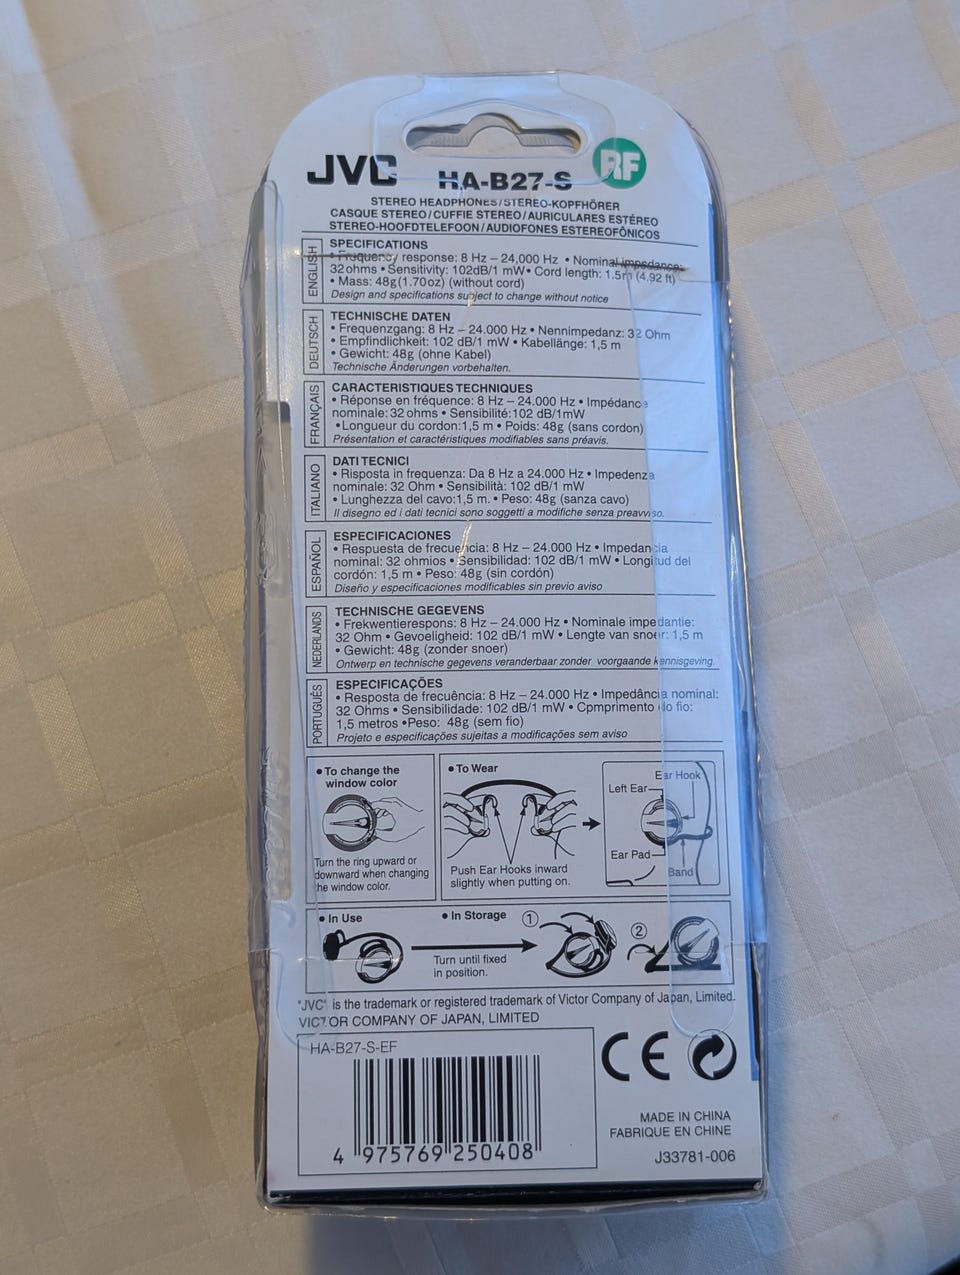 JVC HA-B27-S RF
STEREO HEADPHONES/STEREO-KOPFHÖRER
CASQUE STEREO/CUFFIE STEREO/AURICULARES ESTÉREO
STEREO-HOOFDTELEFOON/AUDIOFONES ESTEREOFÔNICOS
ENGLISH
SPECIFICATIONS
• Frequency response: 8 Hz – 24,000 Hz • Nominal impedance:
32ohms • Sensitivity: 102dB/1 mW • Cord length: 1.5m (4.92 ft)
• Mass: 48g(1.70oz) (without cord)
Design and specifications subject to change without notice
DEUTSCH
TECHNISCHE DATEN
• Frequenzgang: 8 Hz – 24.000 Hz • Nennimpedanz: 32 Ohm
• Empfindlichkeit: 102 dB/1 mW • Kabellänge: 1,5 m
• Gewicht: 48g (ohne Kabel)
Technische Änderungen vorbehalten.
FRANÇAIS
CARACTERISTIQUES TECHNIQUES
• Réponse en fréquence: 8 Hz – 24.000 Hz • Impédance
nominale: 32 ohms • Sensibilité: 102 dB/1mW
•Longueur du cordon:1,5 m • Poids: 48g (sans cordon)
Présentation et caractéristiques modifiables sans préavis.
ITALIANO
DATI TECNICI
• Risposta in frequenza: Da 8 Hz a 24.000 Hz • Impedenza
nominale: 32 Ohm • Sensibilità: 102 dB/1 mW
• Lunghezza del cavo:1,5 m. • Peso: 48g (sanza cavo)
Il disegno ed i dati tecnici sono soggetti a modifiche senza preavviso.
ESPAÑOL
ESPECIFICACIONES
• Respuesta de frecuencia: 8 Hz – 24.000 Hz • Impedancia
nominal: 32 ohmios • Sensibilidad: 102 dB/1 mW • Longitud del
cordón: 1,5 m • Peso: 48g (sin cordón)
Diseño y especificaciones modificables sin previo aviso
NEDERLANDS
TECHNISCHE GEGEVENS
• Frekwentierespons: 8 Hz – 24.000 Hz • Nominale impedantie:
32 Ohm • Gevoeligheid: 102 dB/1 mW • Lengte van snoer: 1,5 m
• Gewicht: 48g (zonder snoer)
Ontwerp en technische gegevens veranderbaar zonder voorgaande kennisgeving.
PORTUGUÊS
ESPECIFICAÇÕES
• Resposta de frecuência: 8 Hz – 24.000 Hz • Impedância nominal:
32 Ohms • Sensibilidade: 102 dB/1 mW • Cpmprimento do fio:
1,5 metros •Peso: 48g (sem fio)
Projeto e especificações sujeitas a modificações sem aviso
• To change the
window color
Turn the ring upward or
downward when changing
the window color.
• To Wear
Push Ear Hooks inward
slightly when putting on.
Ear Hook
Left Ear
Ear Pad
Band
• In Use
• In Storage
Turn until fixed
in position.
①
②
"JVC" is the trademark or registered trademark of Victor Company of Japan, Limited.
VICTOR COMPANY OF JAPAN, LIMITED
HA-B27-S-EF
4 975769 250408
CE
MADE IN CHINA
FABRIQUE EN CHINE
J33781-006